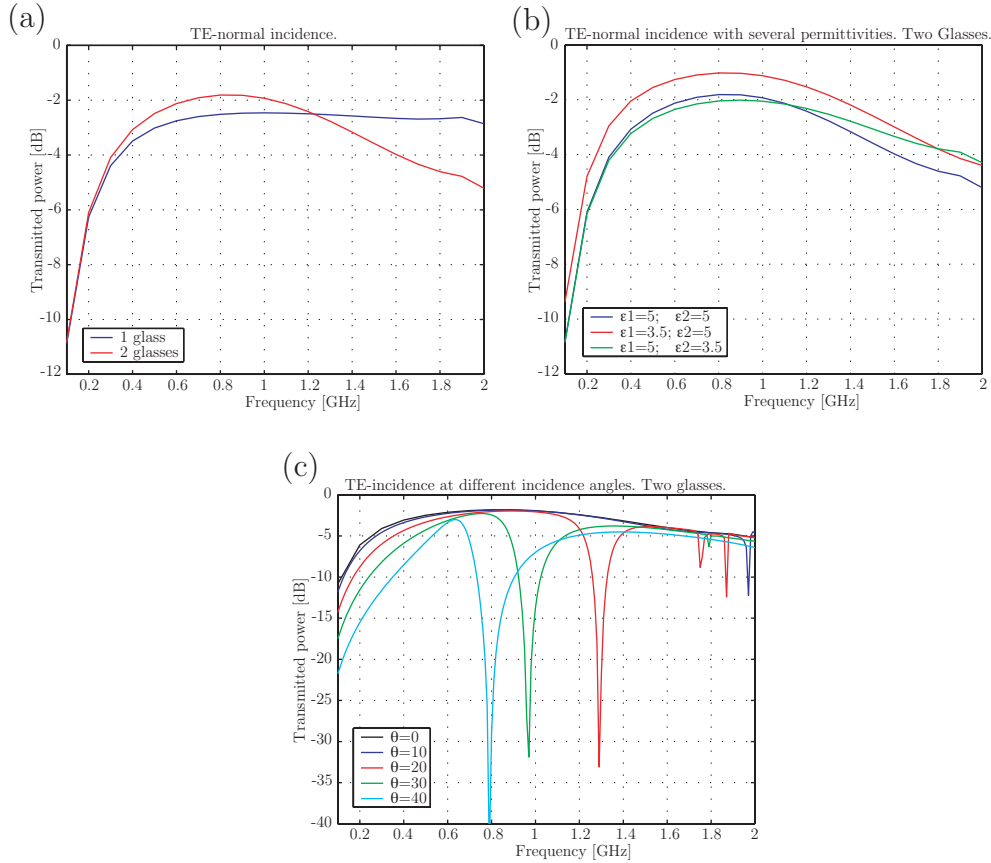 (a)
TE-normal incidence.
0
-2
-4
-6
-8
-10
-12
Transmitted power [dB]
1 glass
2 glasses
0.2 0.4 0.6 0.8 1 1.2 1.4 1.6 1.8 2
Frequency [GHz]
(b)
TE-normal incidence with several permittivities. Two Glasses.
0
-2
-4
-6
-8
-10
-12
Transmitted power [dB]
ε1=5; ε2=5
ε1=3.5; ε2=5
ε1=5; ε2=3.5
0.2 0.4 0.6 0.8 1 1.2 1.4 1.6 1.8 2
Frequency [GHz]
(c)
TE-incidence at different incidence angles. Two glasses.
0
-5
-10
-15
-20
-25
-30
-35
-40
Transmitted power [dB]
θ=0
θ=10
θ=20
θ=30
θ=40
0.2 0.4 0.6 0.8 1 1.2 1.4 1.6 1.8 2
Frequency [GHz]